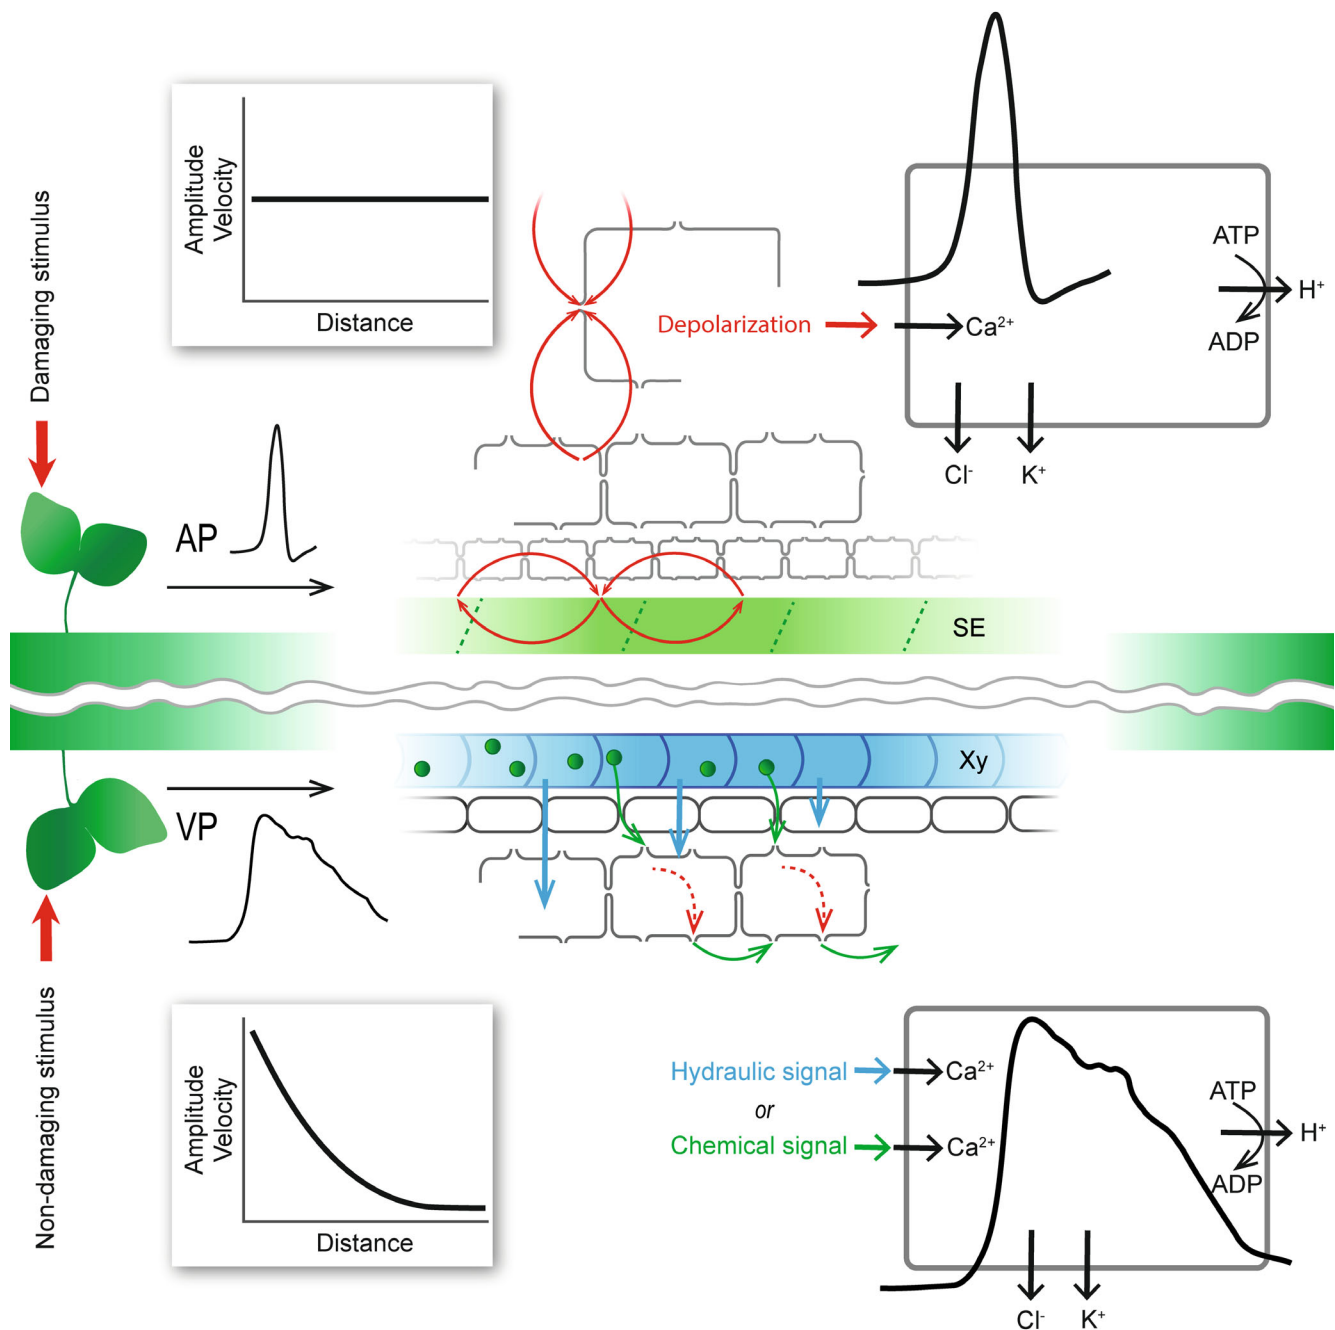 Damaging stimulus
Amplitude
Velocity
Distance
AP
Depolarization
Ca²⁺
ATP
H⁺
ADP
Cl⁻
K⁺
SE
Xy
VP
Non-damaging stimulus
Amplitude
Velocity
Distance
Hydraulic signal
or
Chemical signal
Ca²⁺
Ca²⁺
ATP
H⁺
ADP
Cl⁻
K⁺